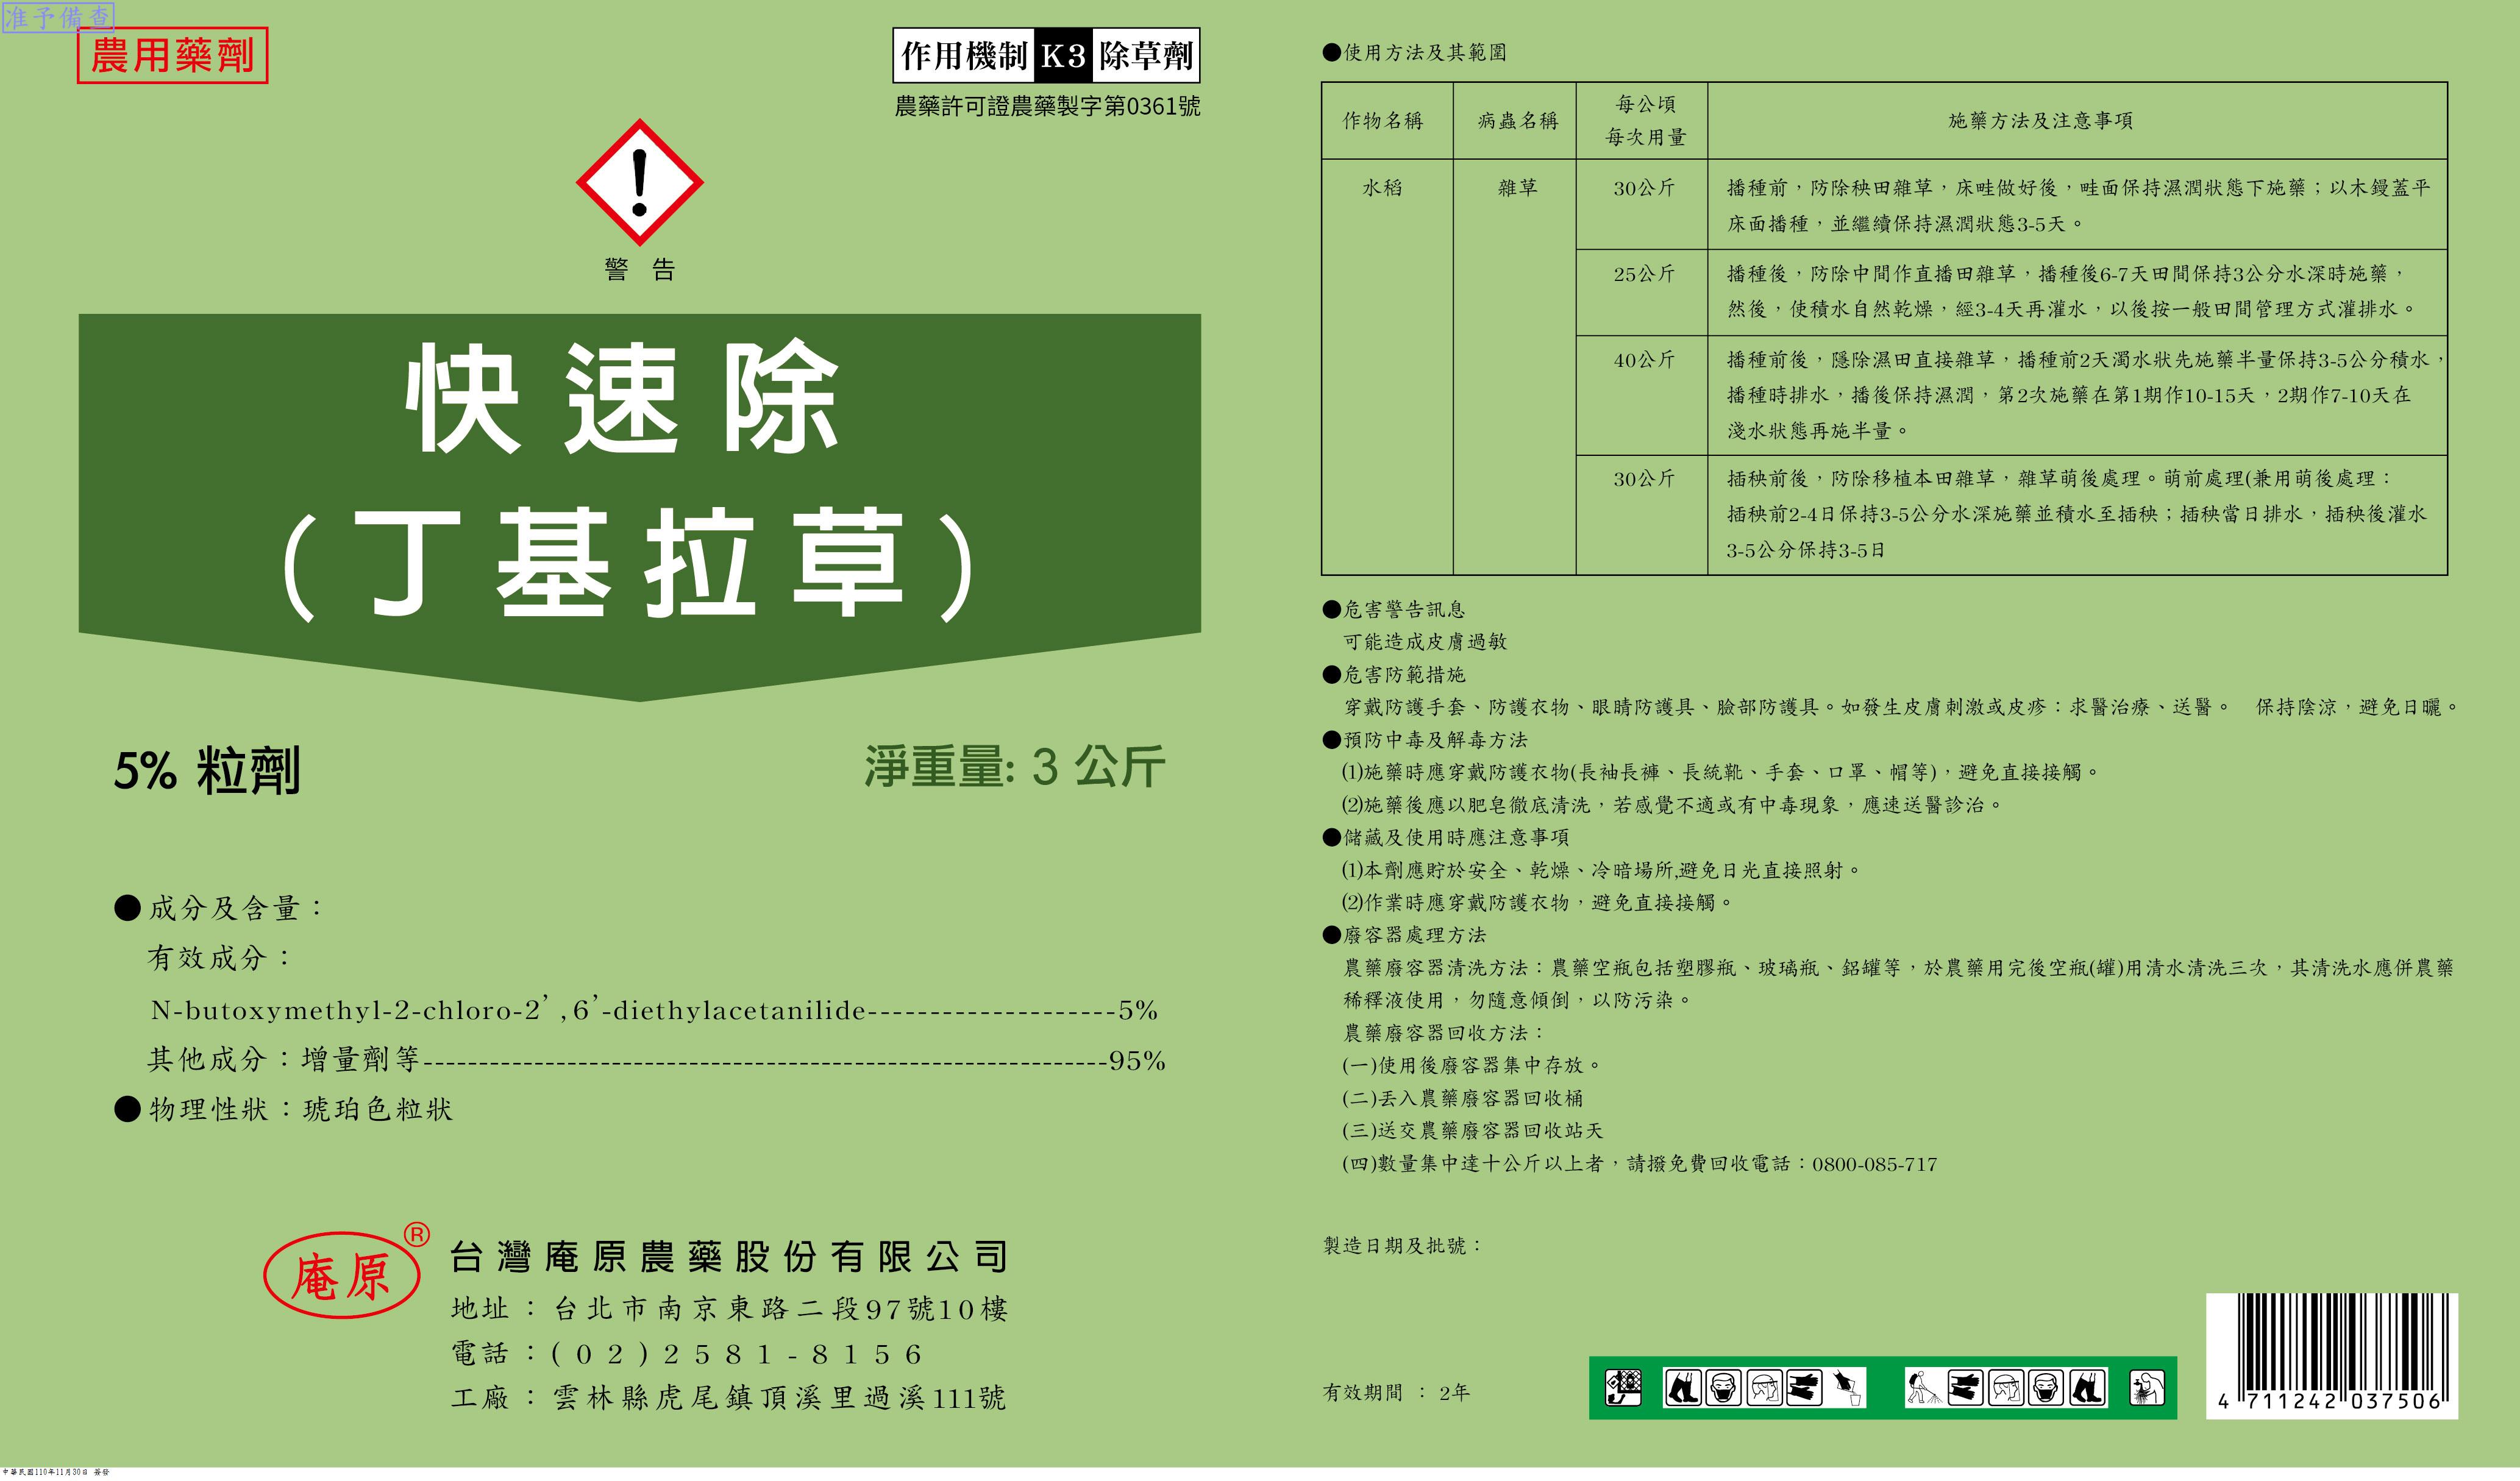 准予備查
農用藥劑
作用機制 K3 除草劑
農藥許可證農藥製字第0361號
警 告
快速除
(丁基拉草)
5% 粒劑
淨重量: 3 公斤
●成分及含量：
有效成分：
N-butoxymethyl-2-chloro-2’,6’-diethylacetanilide--------------------5%
其他成分：增量劑等--------------------------------------------------------95%
●物理性狀：琥珀色粒狀
庵原®
台灣庵原農藥股份有限公司
地址：台北市南京東路二段97號10樓
電話：(02)2581-8156
工廠：雲林縣虎尾鎮頂溪里過溪111號
●使用方法及其範圍
作物名稱 病蟲名稱 每公頃每次用量 施藥方法及注意事項
水稻 雜草 30公斤 播種前，防除秧田雜草，床畦做好後，畦面保持濕潤狀態下施藥；以木鏝蓋平
床面播種，並繼續保持濕潤狀態3-5天。
25公斤 播種後，防除中間作直播田雜草，播種後6-7天田間保持3公分水深時施藥，
然後，使積水自然乾燥，經3-4天再灌水，以後按一般田間管理方式灌排水。
40公斤 播種前後，隱除濕田直接雜草，播種前2天濁水狀先施藥半量保持3-5公分積水，
播種時排水，播後保持濕潤，第2次施藥在第1期作10-15天，2期作7-10天在
淺水狀態再施半量。
30公斤 插秧前後，防除移植本田雜草，雜草萌後處理。萌前處理(兼用萌後處理：
插秧前2-4日保持3-5公分水深施藥並積水至插秧；插秧當日排水，插秧後灌水
3-5公分保持3-5日
●危害警告訊息
可能造成皮膚過敏
●危害防範措施
穿戴防護手套、防護衣物、眼睛防護具、臉部防護具。如發生皮膚刺激或皮疹：求醫治療、送醫。 保持陰涼，避免日曬。
●預防中毒及解毒方法
⑴施藥時應穿戴防護衣物(長袖長褲、長統靴、手套、口罩、帽等)，避免直接接觸。
⑵施藥後應以肥皂徹底清洗，若感覺不適或有中毒現象，應速送醫診治。
●儲藏及使用時應注意事項
⑴本劑應貯於安全、乾燥、冷暗場所,避免日光直接照射。
⑵作業時應穿戴防護衣物，避免直接接觸。
●廢容器處理方法
農藥廢容器清洗方法：農藥空瓶包括塑膠瓶、玻璃瓶、鋁罐等，於農藥用完後空瓶(罐)用清水清洗三次，其清洗水應併農藥
稀釋液使用，勿隨意傾倒，以防污染。
農藥廢容器回收方法：
(一)使用後廢容器集中存放。
(二)丟入農藥廢容器回收桶
(三)送交農藥廢容器回收站天
(四)數量集中達十公斤以上者，請撥免費回收電話：0800-085-717
製造日期及批號：
有效期間 ： 2年
4 711242 037506
中華民國110年11月30日 簽發